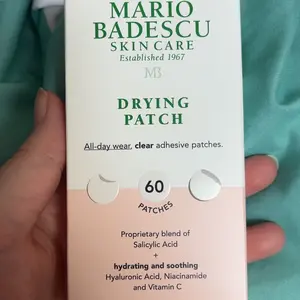 MARIO
BADESCU
SKIN CARE
Established 1967
MB
DRYING
PATCH
All-day wear, clear adhesive patches.
60
PATCHES
Proprietary blend of
Salicylic Acid
+
hydrating and soothing
Hyaluronic Acid, Niacinamide
and Vitamin C